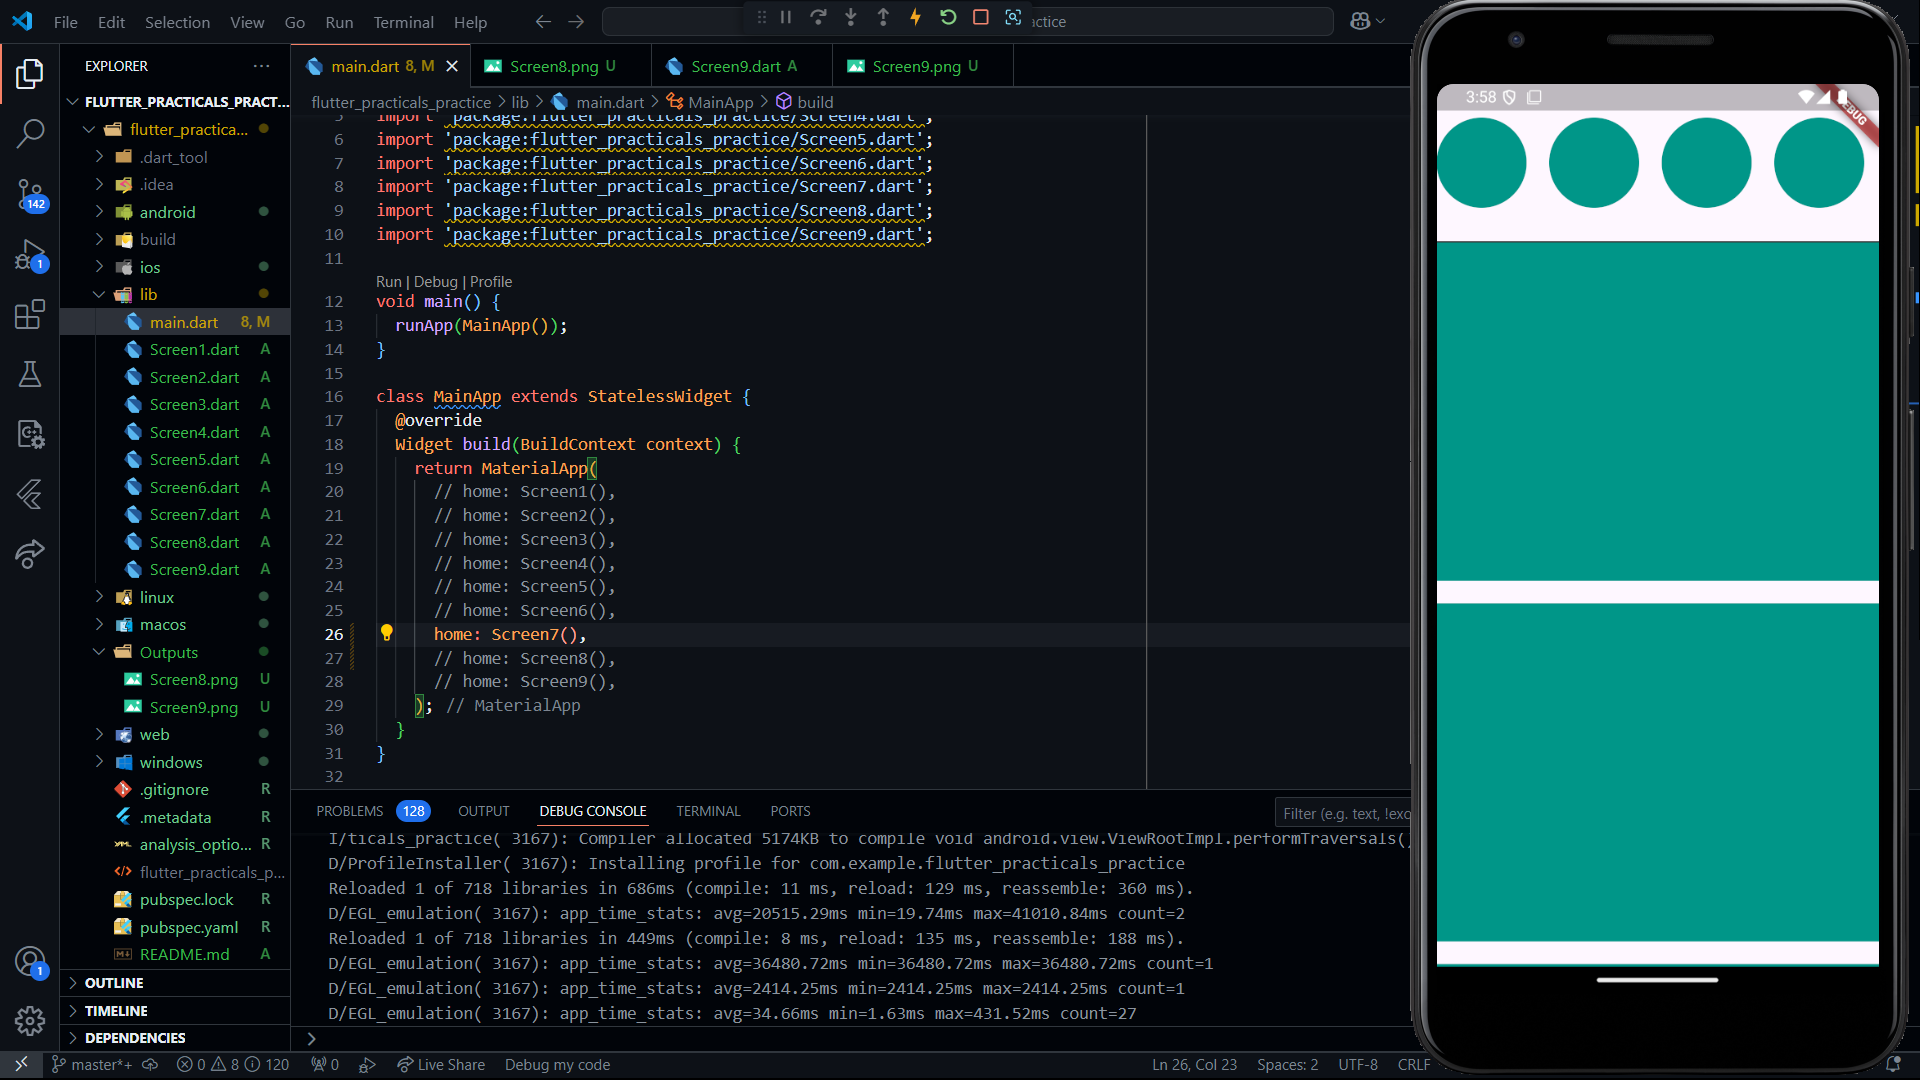 File Edit Selection View Go Run Terminal Help
actice
EXPLORER
FLUTTER_PRACTICALS_PRACT...
flutter_practica...
.dart_tool
.idea
android
build
ios
lib
main.dart 8, M
Screen1.dart A
Screen2.dart A
Screen3.dart A
Screen4.dart A
Screen5.dart A
Screen6.dart A
Screen7.dart A
Screen8.dart A
Screen9.dart A
linux
macos
Outputs
Screen8.png U
Screen9.png U
web
windows
.gitignore R
.metadata R
analysis_optio... R
flutter_practicals_p...
pubspec.lock R
pubspec.yaml R
README.md A
OUTLINE
TIMELINE
DEPENDENCIES
142
1
1
main.dart 8, M Screen8.png U Screen9.dart A Screen9.png U
flutter_practicals_practice > lib > main.dart > MainApp > build
5 import 'package:flutter_practicals_practice/Screen4.dart';
6 import 'package:flutter_practicals_practice/Screen5.dart';
7 import 'package:flutter_practicals_practice/Screen6.dart';
8 import 'package:flutter_practicals_practice/Screen7.dart';
9 import 'package:flutter_practicals_practice/Screen8.dart';
10 import 'package:flutter_practicals_practice/Screen9.dart';
11
Run | Debug | Profile
12 void main() {
13 runApp(MainApp());
14 }
15
16 class MainApp extends StatelessWidget {
17 @override
18 Widget build(BuildContext context) {
19 return MaterialApp(
20 // home: Screen1(),
21 // home: Screen2(),
22 // home: Screen3(),
23 // home: Screen4(),
24 // home: Screen5(),
25 // home: Screen6(),
26 home: Screen7(),
27 // home: Screen8(),
28 // home: Screen9(),
29 ); // MaterialApp
30 }
31 }
32
PROBLEMS 128 OUTPUT DEBUG CONSOLE TERMINAL PORTS
Filter (e.g. text, !exc
I/ticals_practice( 3167): Compiler allocated 5174KB to compile void android.view.ViewRootImpl.performTraversals()
D/ProfileInstaller( 3167): Installing profile for com.example.flutter_practicals_practice
Reloaded 1 of 718 libraries in 686ms (compile: 11 ms, reload: 129 ms, reassemble: 360 ms).
D/EGL_emulation( 3167): app_time_stats: avg=20515.29ms min=19.74ms max=41010.84ms count=2
Reloaded 1 of 718 libraries in 449ms (compile: 8 ms, reload: 135 ms, reassemble: 188 ms).
D/EGL_emulation( 3167): app_time_stats: avg=36480.72ms min=36480.72ms max=36480.72ms count=1
D/EGL_emulation( 3167): app_time_stats: avg=2414.25ms min=2414.25ms max=2414.25ms count=1
D/EGL_emulation( 3167): app_time_stats: avg=34.66ms min=1.63ms max=431.52ms count=27
master*+ 0 8 120 0 Live Share Debug my code Ln 26, Col 23 Spaces: 2 UTF-8 CRLF
3:58